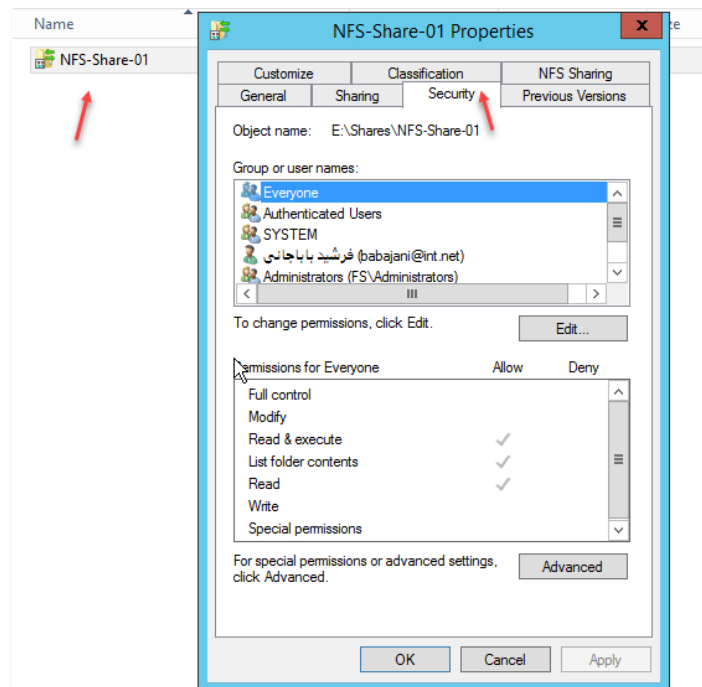 Name
ze
NFS-Share-01
NFS-Share-01 Properties
x
Customize Classification NFS Sharing
General Sharing Security Previous Versions
Object name: E:\Shares\NFS-Share-01
Group or user names:
Everyone
Authenticated Users
SYSTEM
فرشید باباجانی (babajani@int.net)
Administrators (FS\Administrators)
To change permissions, click Edit.
Edit...
Permissions for Everyone Allow Deny
Full control
Modify
Read & execute
List folder contents
Read
Write
Special permissions
For special permissions or advanced settings,
click Advanced.
Advanced
OK Cancel Apply